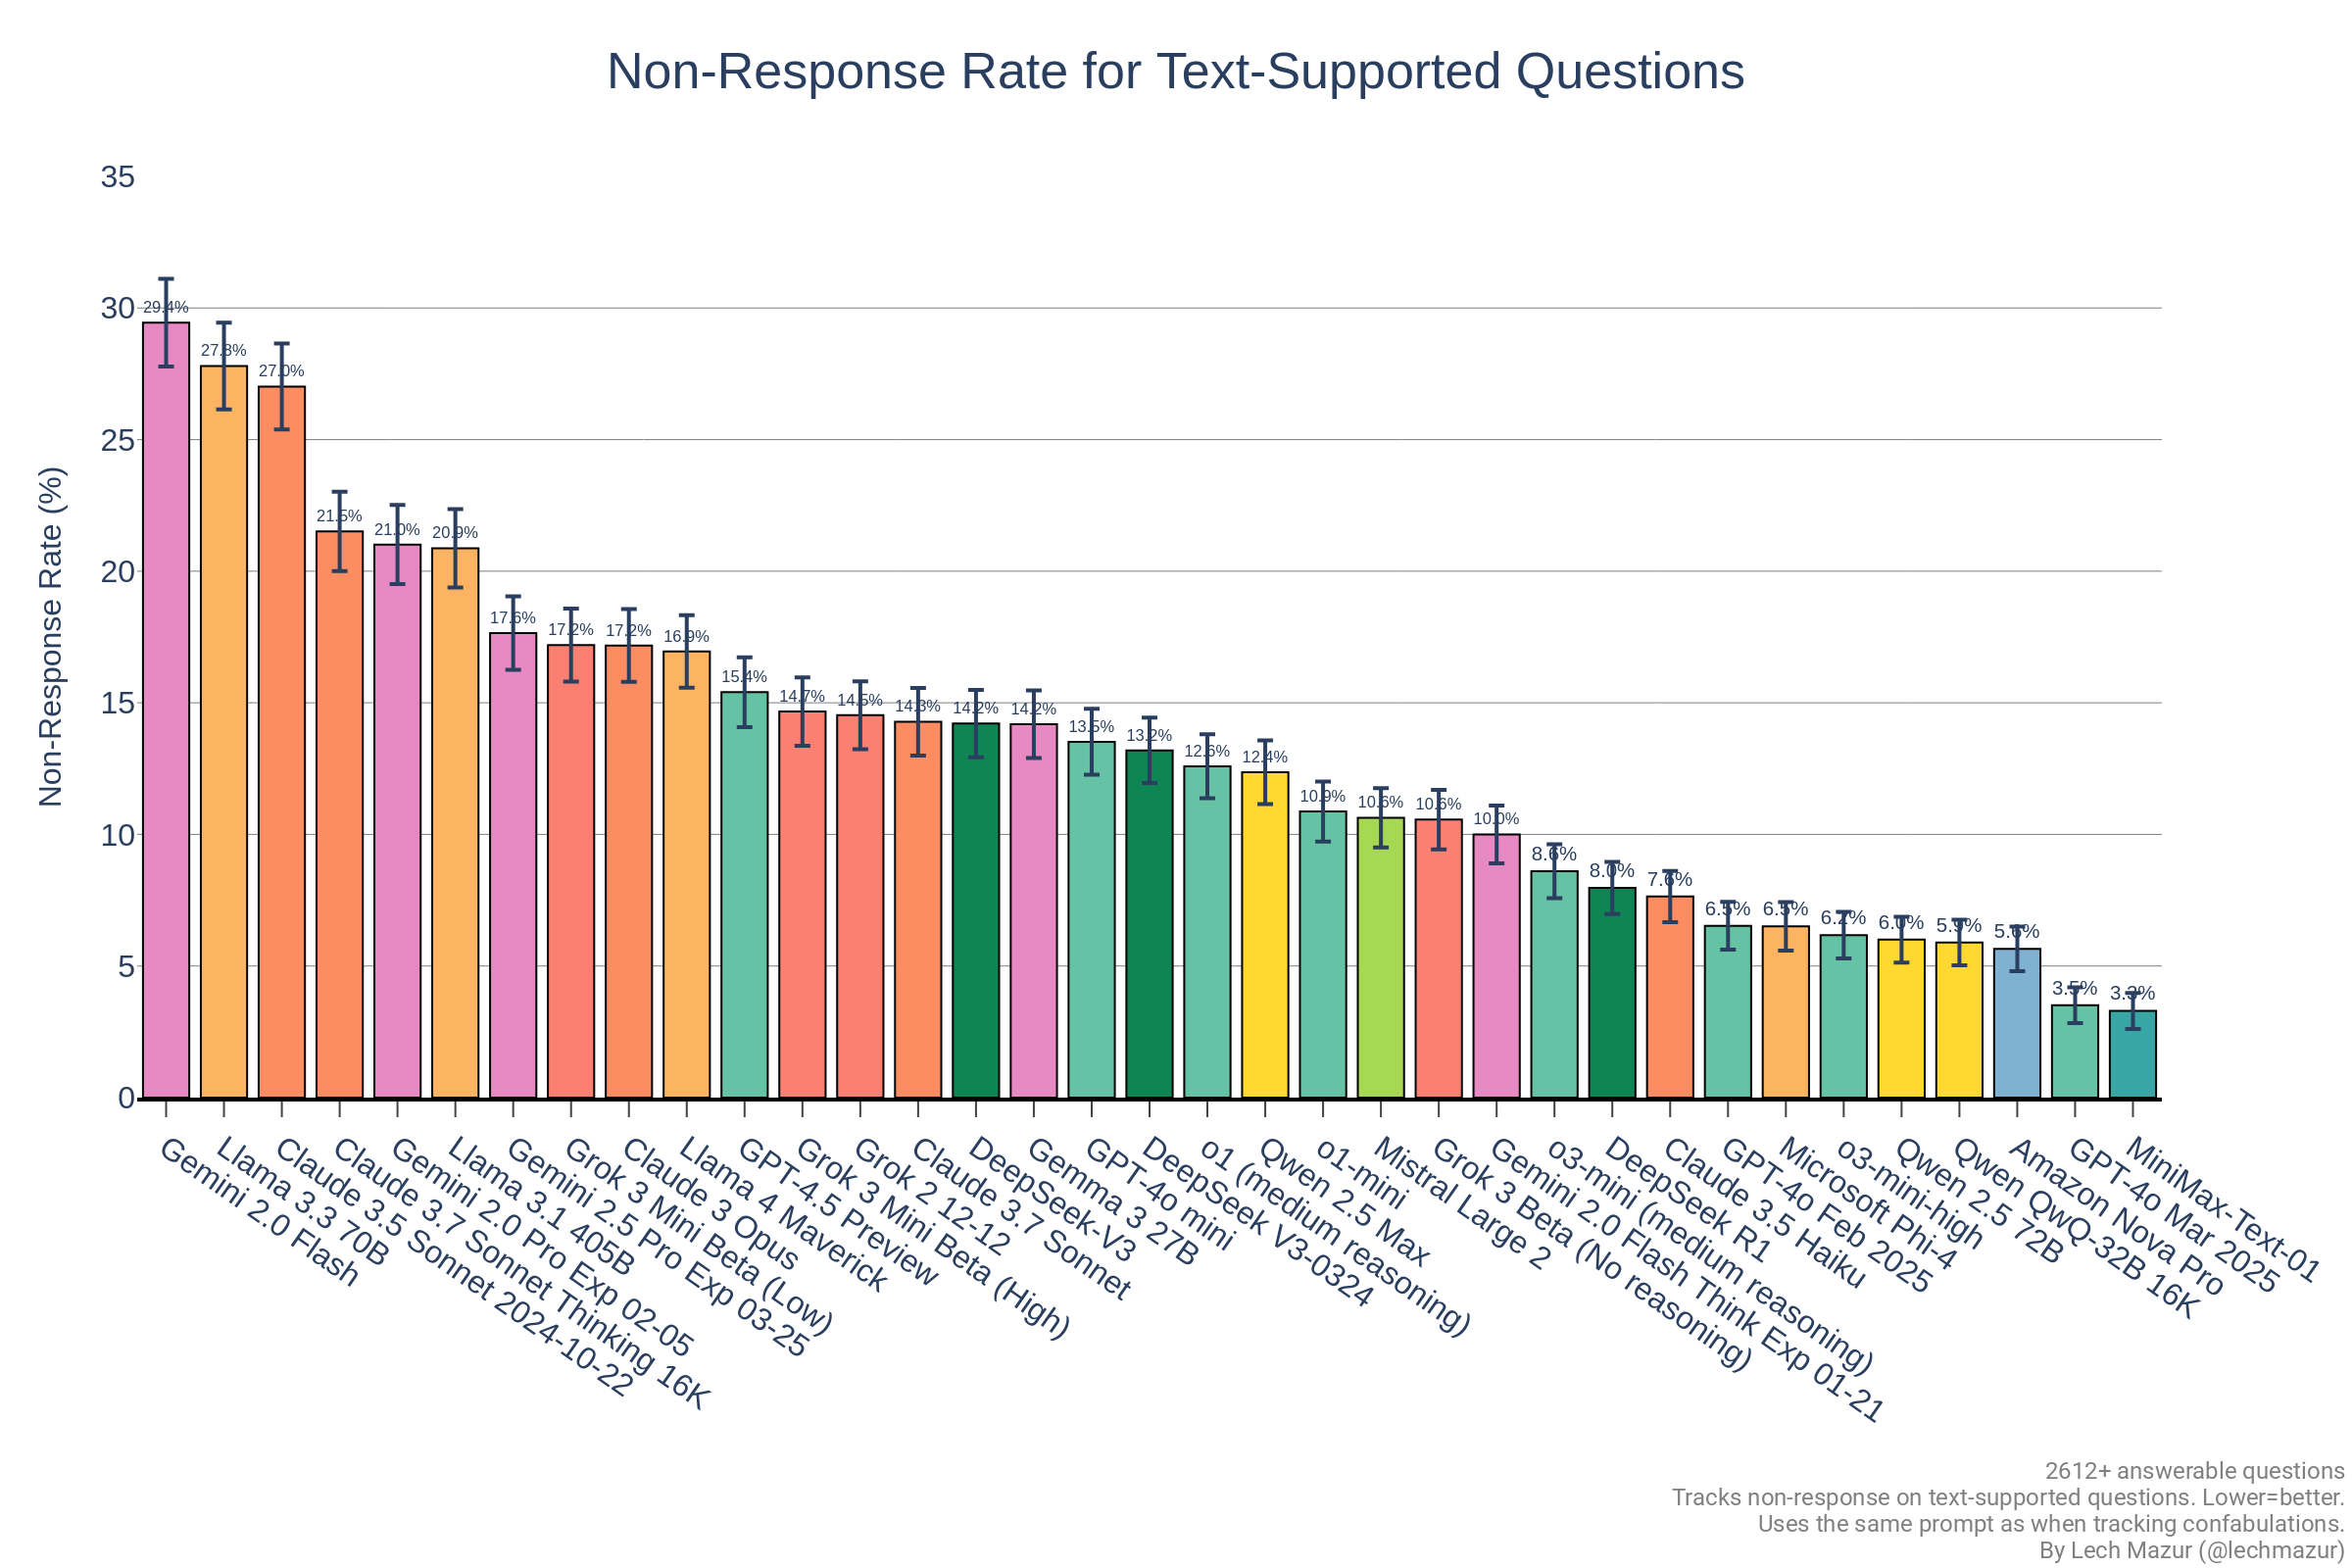 Non-Response Rate for Text-Supported Questions
Non-Response Rate (%)
35
30
25
20
15
10
5
0
29.4%
27.8%
27.0%
21.5%
21.0%
20.9%
17.6%
17.2%
17.2%
16.9%
15.4%
14.7%
14.5%
14.3%
14.2%
14.2%
13.5%
13.2%
12.6%
12.4%
10.9%
10.6%
10.6%
10.0%
8.6%
8.0%
7.6%
6.5%
6.5%
6.2%
6.0%
5.9%
5.6%
3.5%
3.3%
Gemini 2.0 Flash
Llama 3.3 70B
Claude 3.5 Sonnet 2024-10-22
Claude 3.7 Sonnet Thinking 16K
Gemini 2.0 Pro Exp 02-05
Llama 3.1 405B
Gemini 2.5 Pro Exp 03-25
Grok 3 Mini Beta (Low)
Claude 3 Opus
Llama 4 Maverick
GPT-4.5 Preview
Grok 3 Mini Beta (High)
Grok 2 12-12
Claude 3.7 Sonnet
DeepSeek-V3
Gemma 3 27B
GPT-4o mini
DeepSeek V3-0324
o1 (medium reasoning)
Qwen 2.5 Max
o1-mini
Mistral Large 2
Grok 3 Beta (No reasoning)
Gemini 2.0 Flash Think Exp 01-21
o3-mini (medium reasoning)
DeepSeek R1
Claude 3.5 Haiku
GPT-4o Feb 2025
Microsoft Phi-4
o3-mini-high
Qwen 2.5 72B
Qwen QwQ-32B 16K
Amazon Nova Pro
GPT-4o Mar 2025
MiniMax-Text-01
2612+ answerable questions
Tracks non-response on text-supported questions. Lower=better.
Uses the same prompt as when tracking confabulations.
By Lech Mazur (@lechmazur)